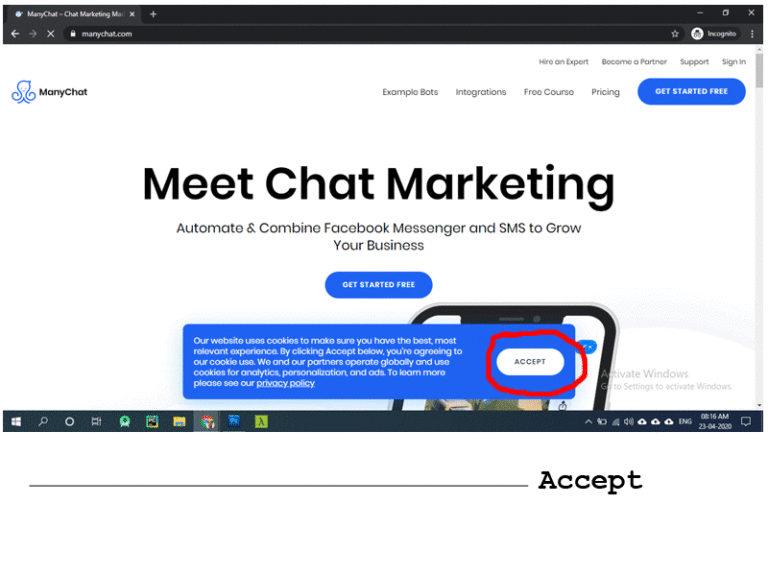 ManyChat – Chat Marketing Mad
manychat.com
Incognito
Hire an Expert Become a Partner Support Sign In
ManyChat
Example Bots Integrations Free Course Pricing GET STARTED FREE
Meet Chat Marketing
Automate & Combine Facebook Messenger and SMS to Grow
Your Business
GET STARTED FREE
Our website uses cookies to make sure you have the best, most
relevant experience. By clicking Accept below, you're agreeing to
our cookie use. We and our partners operate globally and use
cookies for analytics, personalization, and ads. To learn more
please see our privacy policy
ACCEPT
Activate Windows
Go to Settings to activate Windows.
ENG
08:16 AM
23-04-2020
Accept